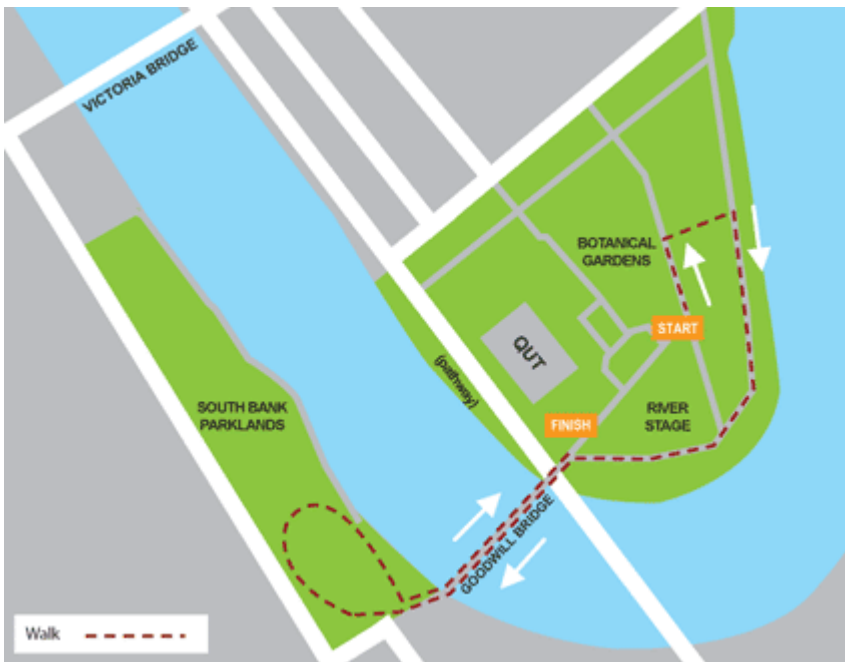 VICTORIA BRIDGE
BOTANICAL
GARDENS
START
QUT
(pathway)
SOUTH BANK
PARKLANDS
RIVER
STAGE
FINISH
GOODWILL BRIDGE
Walk